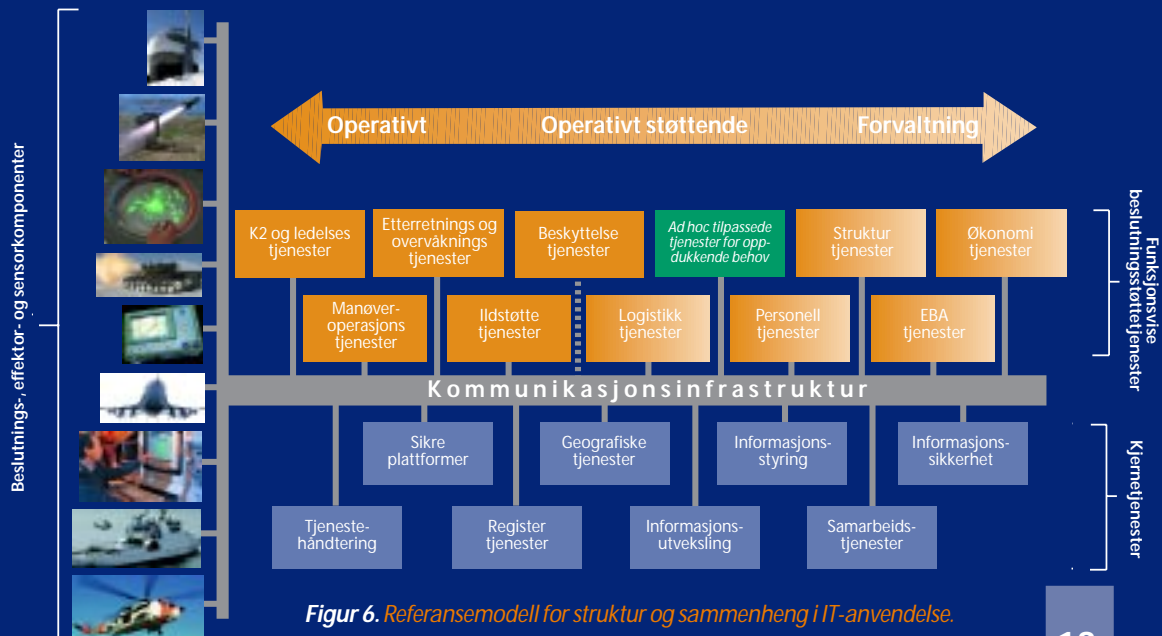 Beslutnings-, effektor- og sensorkomponenter
Operativt
Operativt støttende
Forvaltning
K2 og ledelses
tjenester
Etterretnings og
overvåknings
tjenester
Beskyttelse
tjenester
Ad hoc tilpassede
tjenester for opp-
dukkende behov
Struktur
tjenester
Økonomi
tjenester
Manøver-
operasjons
tjenester
Ildstøtte
tjenester
Logistikk
tjenester
Personell
tjenester
EBA
tjenester
Funksjonsvise
beslutningsstøttetjenester
Kommunikasjonsinfrastruktur
Sikre
plattformer
Geografiske
tjenester
Informasjons-
styring
Informasjons-
sikkerhet
Tjeneste-
håndtering
Register
tjenester
Informasjons-
utveksling
Samarbeids-
tjenester
Kjernetjenester
Figur 6. Referansemodell for struktur og sammenheng i IT-anvendelse.